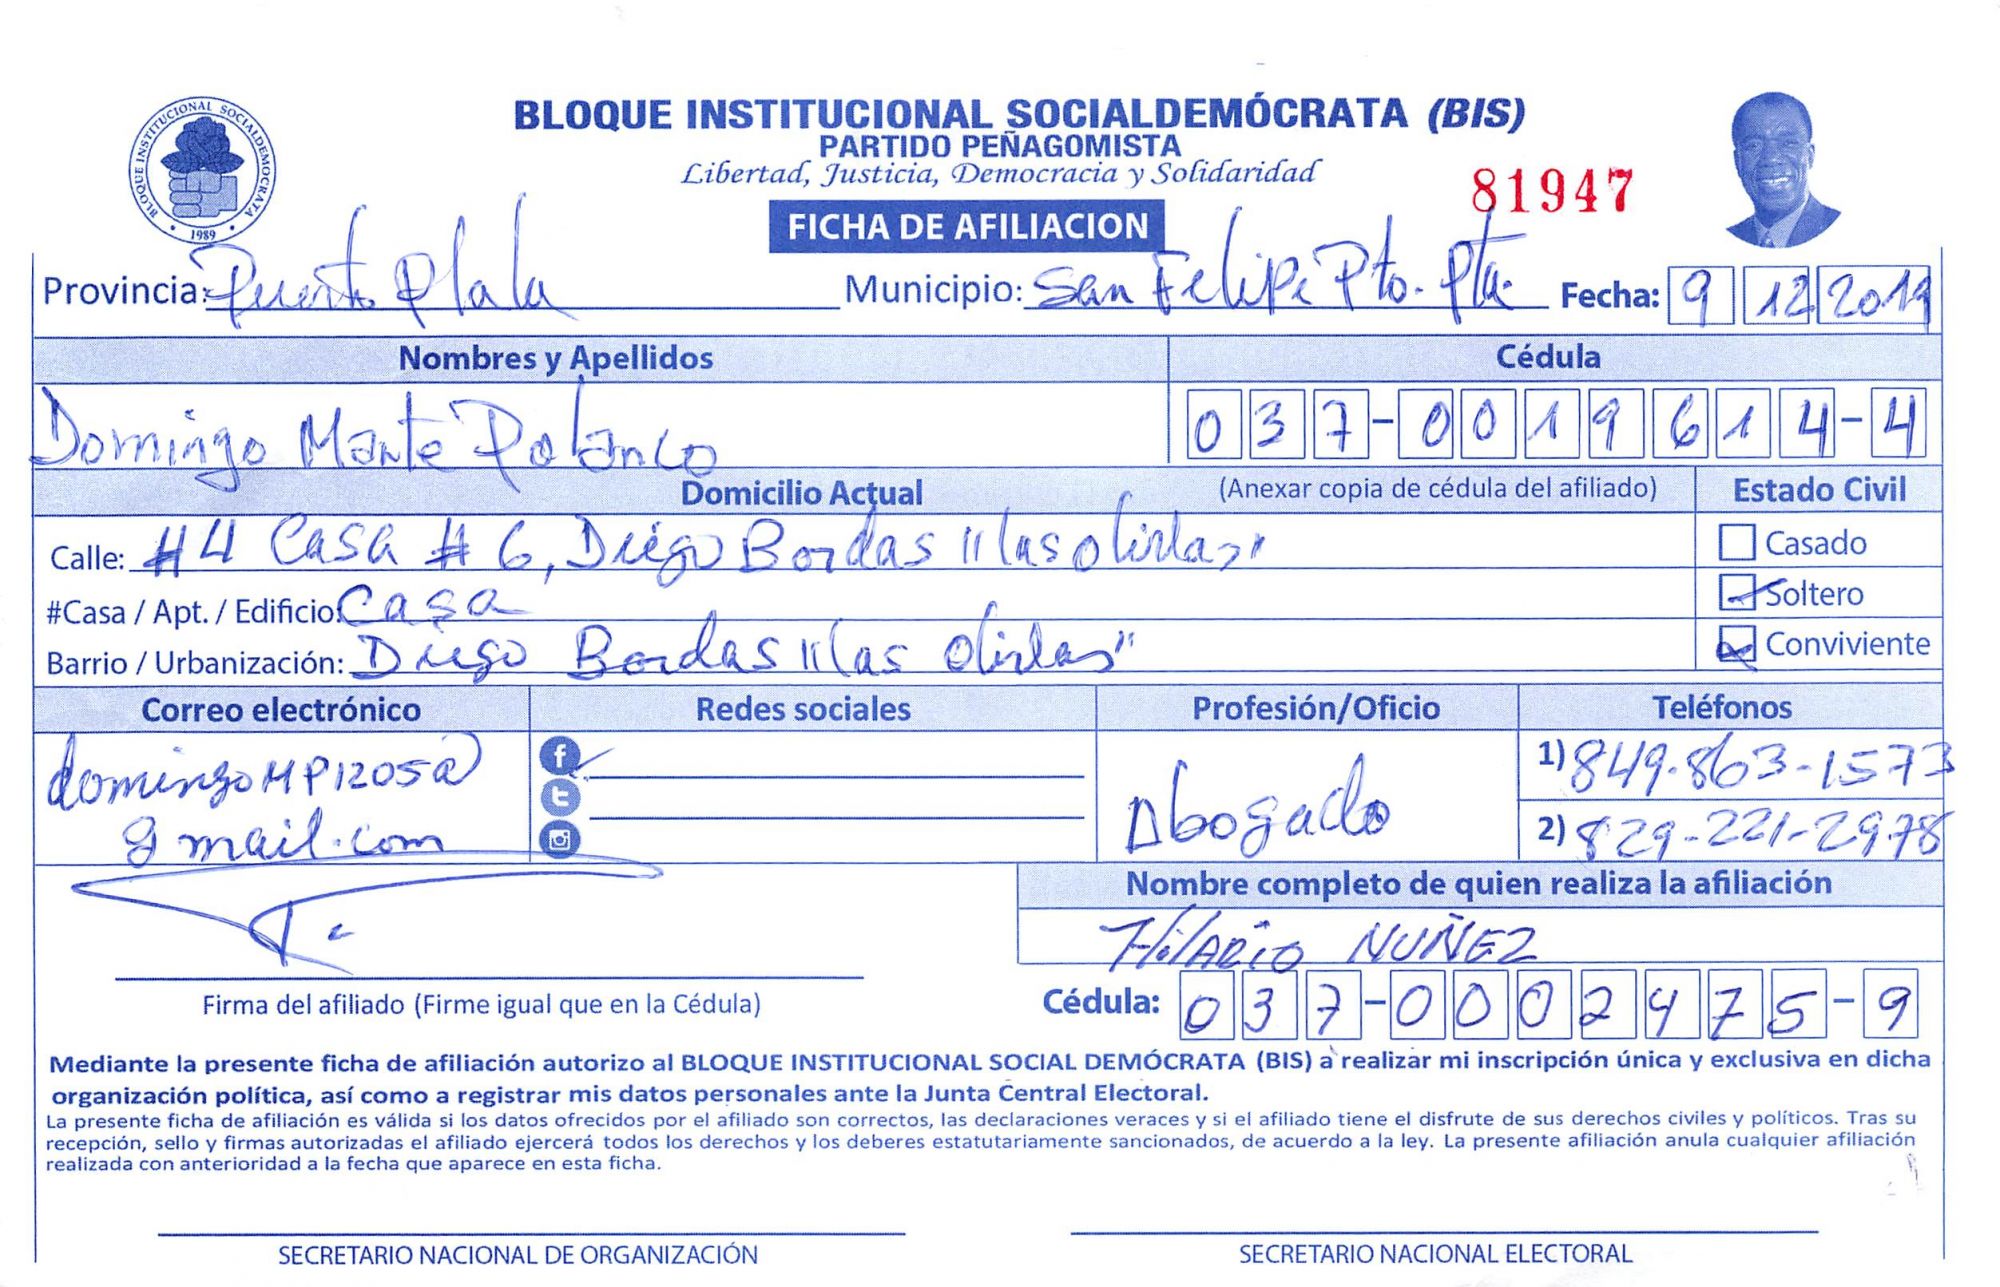 BLOQUE INSTITUCIONAL SOCIALDEMÓCRATA (BIS)
PARTIDO PEÑAGOMISTA
Libertad, Justicia, Democracia y Solidaridad
BLOQUE INSTITUCIONAL SOCIALDEMOCRATA
1989
81947
FICHA DE AFILIACION
Provincia: Puerto Plata Municipio: San Felipe Pto. Pta. Fecha: 9 12 2019
Nombres y Apellidos Cédula
Domingo Marte Polanco 037-0019614-4
Domicilio Actual (Anexar copia de cédula del afiliado) Estado Civil
Calle: #4 Casa # 6, Diego Bordas "las " Casado
#Casa / Apt. / Edificio: Casa Soltero
Barrio / Urbanización: Diego Bordas "las " Conviviente
Correo electrónico Redes sociales Profesión/Oficio Teléfonos
domingoMP1205@ Abogado 1) 849-863-1573
gmail.com 2) 829-221-2978
Nombre completo de quien realiza la afiliación
HilARio NUÑEZ
Firma del afiliado (Firme igual que en la Cédula) Cédula: 037-0002475-9
Mediante la presente ficha de afiliación autorizo al BLOQUE INSTITUCIONAL SOCIAL DEMÓCRATA (BIS) a realizar mi inscripción única y exclusiva en dicha
organización política, así como a registrar mis datos personales ante la Junta Central Electoral.
La presente ficha de afiliación es válida si los datos ofrecidos por el afiliado son correctos, las declaraciones veraces y si el afiliado tiene el disfrute de sus derechos civiles y políticos. Tras su
recepción, sello y firmas autorizadas el afiliado ejercerá todos los derechos y los deberes estatutariamente sancionados, de acuerdo a la ley. La presente afiliación anula cualquier afiliación
realizada con anterioridad a la fecha que aparece en esta ficha.
SECRETARIO NACIONAL DE ORGANIZACIÓN SECRETARIO NACIONAL ELECTORAL